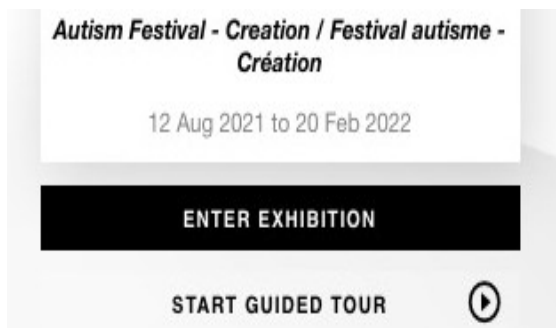 Autism Festival - Creation / Festival autisme -
Création
12 Aug 2021 to 20 Feb 2022
ENTER EXHIBITION
START GUIDED TOUR